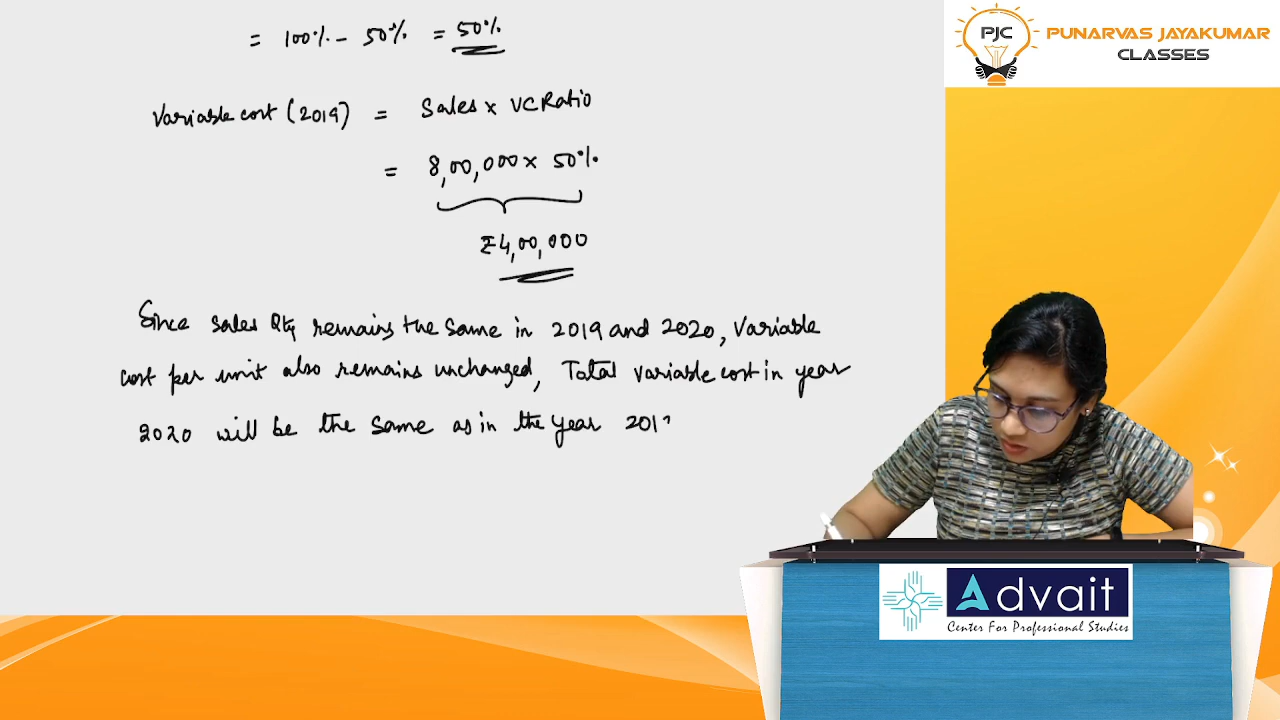 = 100% - 50% = 50%
Variable cost (2019) = Sales x VC Ratio
= 8,00,000 x 50%
₹4,00,000
Since sales Qty remains the same in 2019 and 2020, Variable
cost per unit also remains unchanged, Total variable cost in year
2020 will be the same as in the year 201
PJC
PUNARVAS JAYAKUMAR
CLASSES
Advait
Center For Professional Studies